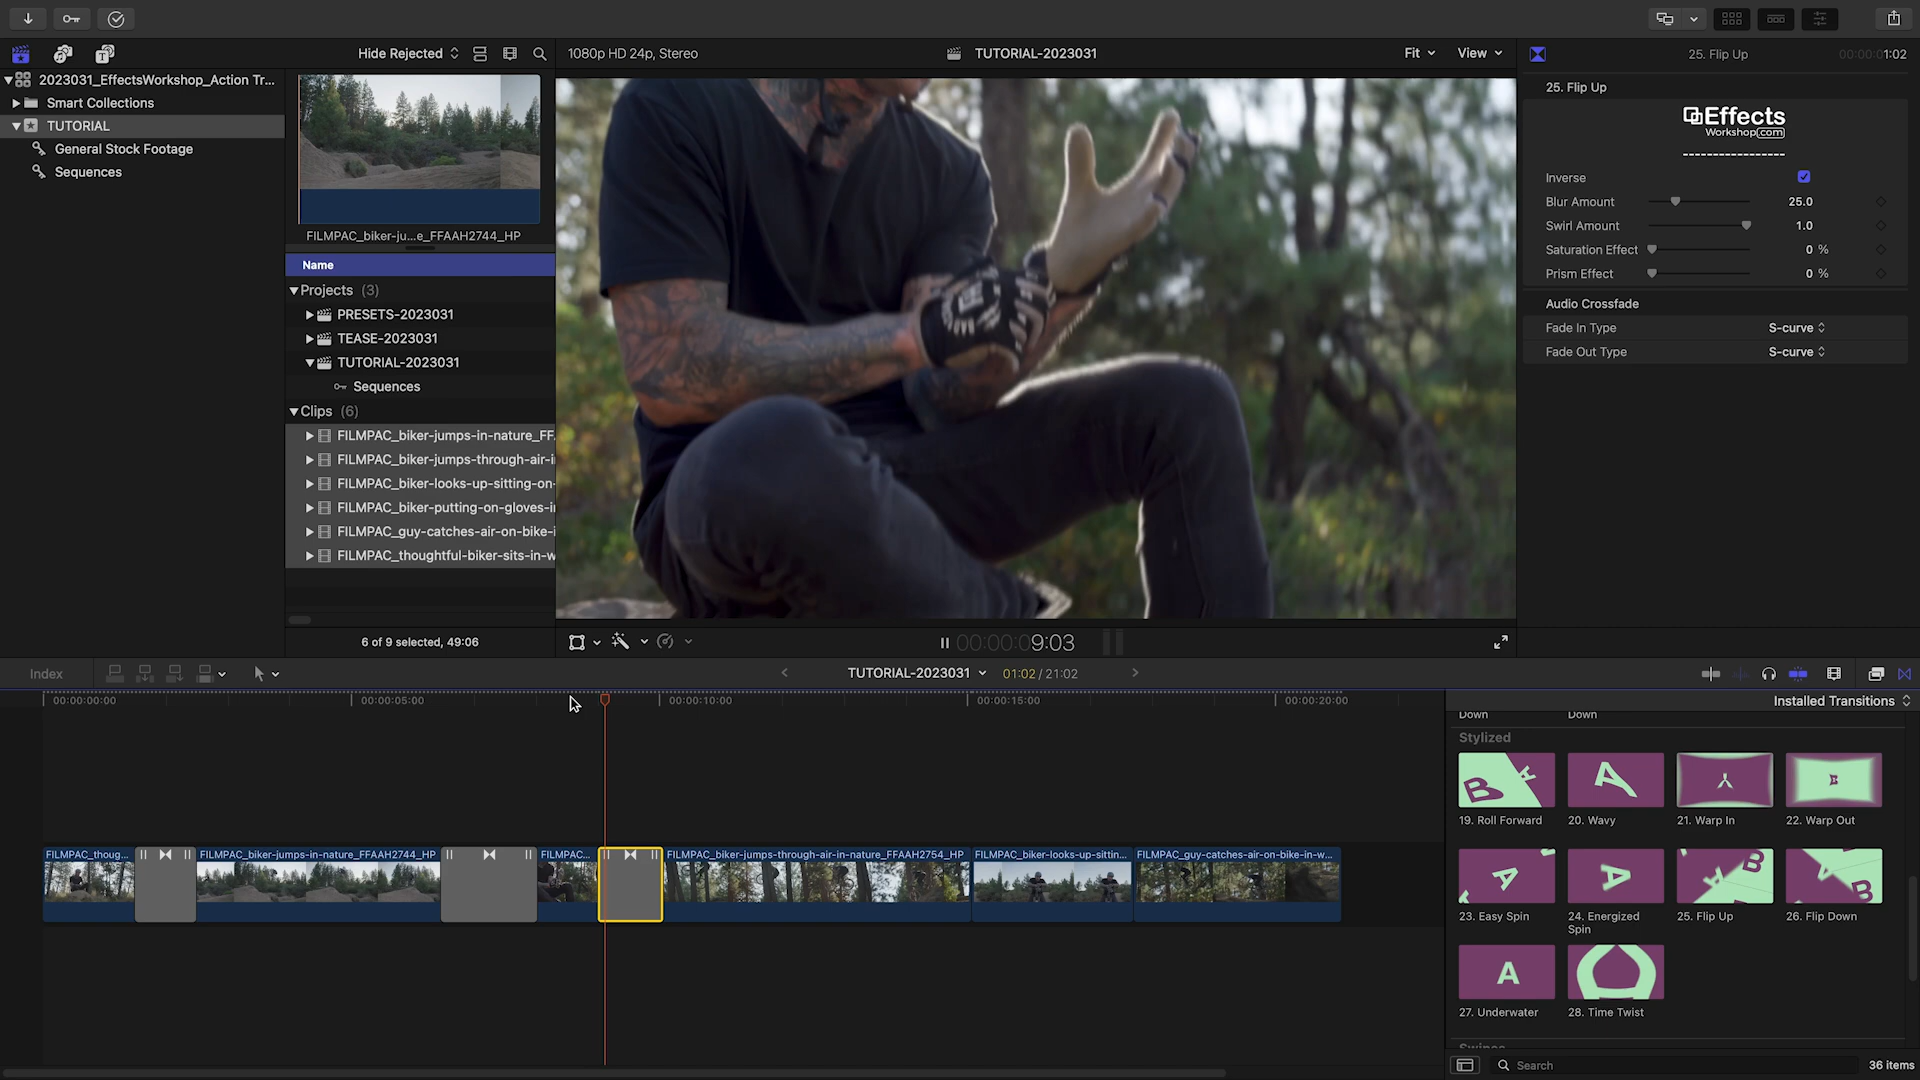 Hide Rejected
1080p HD 24p, Stereo
TUTORIAL-2023031
Fit
View
25. Flip Up
00:00:01:02
2023031_EffectsWorkshop_Action Tr...
Smart Collections
TUTORIAL
General Stock Footage
Sequences
FILMPAC_biker-ju...e_FFAAH2744_HP
Name
Projects (3)
PRESETS-2023031
TEASE-2023031
TUTORIAL-2023031
Sequences
Clips (6)
FILMPAC_biker-jumps-in-nature_FF
FILMPAC_biker-jumps-through-air-i
FILMPAC_biker-looks-up-sitting-on-
FILMPAC_biker-putting-on-gloves-i
FILMPAC_guy-catches-air-on-bike-i
FILMPAC_thoughtful-biker-sits-in-w
6 of 9 selected, 49:06
25. Flip Up
Effects
Workshop.com
Inverse
Blur Amount 25.0
Swirl Amount 1.0
Saturation Effect 0 %
Prism Effect 0 %
Audio Crossfade
Fade In Type S-curve
Fade Out Type S-curve
00:00:09:03
Index
TUTORIAL-2023031
01:02 / 21:02
00:00:00:00
00:00:05:00
00:00:10:00
00:00:15:00
00:00:20:00
FILMPAC_thoug...
FILMPAC_biker-jumps-in-nature_FFAAH2744_HP
FILMPAC...
FILMPAC_biker-jumps-through-air-in-nature_FFAAH2754_HP
FILMPAC_biker-looks-up-sittin...
FILMPAC_guy-catches-air-on-bike-in-w...
Installed Transitions
Down
Down
Stylized
B A
A
A
B
19. Roll Forward
20. Wavy
21. Warp In
22. Warp Out
A
A
A B
A B
23. Easy Spin
24. Energized
Spin
25. Flip Up
26. Flip Down
A
27. Underwater
28. Time Twist
Search
36 items